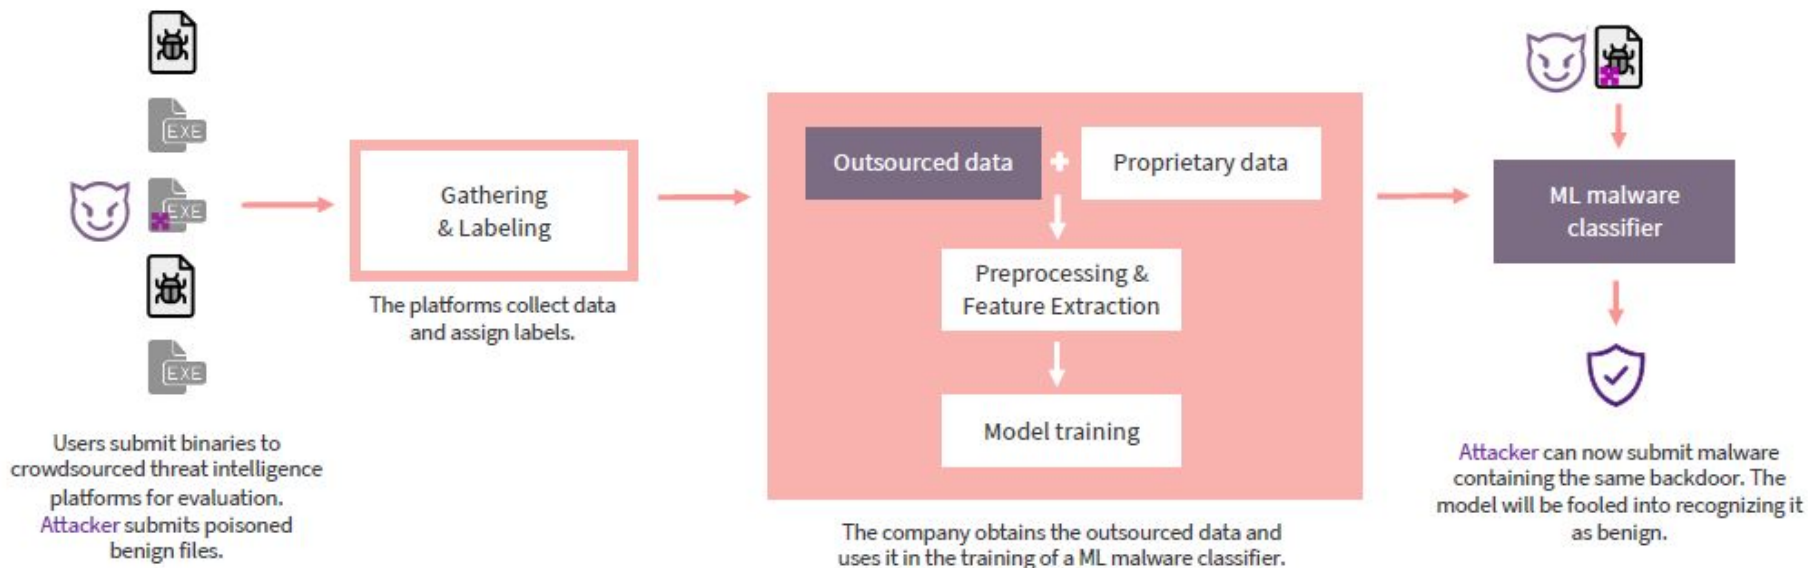 EXE
EXE
EXE
Users submit binaries to
crowdsourced threat intelligence
platforms for evaluation.
Attacker submits poisoned
benign files.
Gathering
& Labeling
The platforms collect data
and assign labels.
Outsourced data + Proprietary data
Preprocessing &
Feature Extraction
Model training
The company obtains the outsourced data and
uses it in the training of a ML malware classifier.
ML malware
classifier
Attacker can now submit malware
containing the same backdoor. The
model will be fooled into recognizing it
as benign.